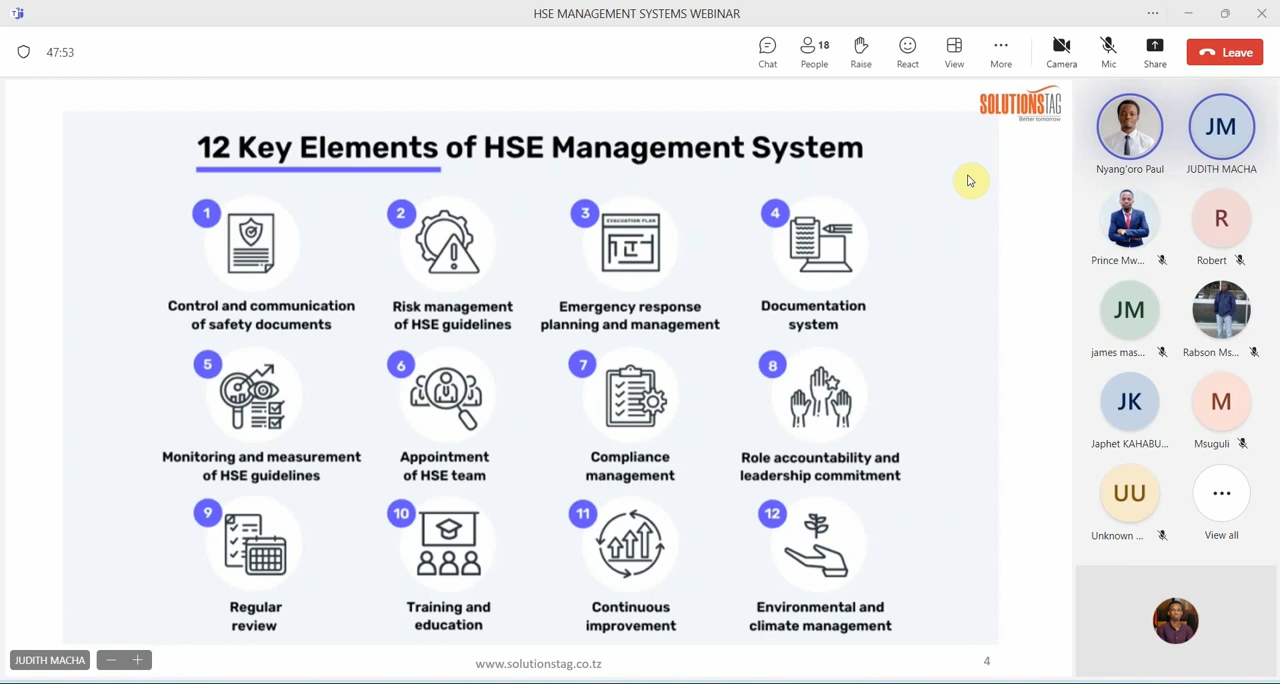 HSE MANAGEMENT SYSTEMS WEBINAR
47:53
Chat
People
18
Raise
React
View
More
Camera
Mic
Share
Leave
SOLUTIONSTAG
Better tomorrow
12 Key Elements of HSE Management System
1
Control and communication
of safety documents
2
Risk management
of HSE guidelines
3
EVACUATION PLAN
Emergency response
planning and management
4
Documentation
system
5
Monitoring and measurement
of HSE guidelines
6
Appointment
of HSE team
7
Compliance
management
8
Role accountability and
leadership commitment
9
Regular
review
10
Training and
education
11
Continuous
improvement
12
Environmental and
climate management
JUDITH MACHA
www.solutionstag.co.tz
4
Nyang'oro Paul
JM
JUDITH MACHA
Prince Mw...
R
Robert
JM
james mas...
Rabson Ms...
JK
Japhet KAHABU...
M
Msuguli
UU
Unknown ...
View all